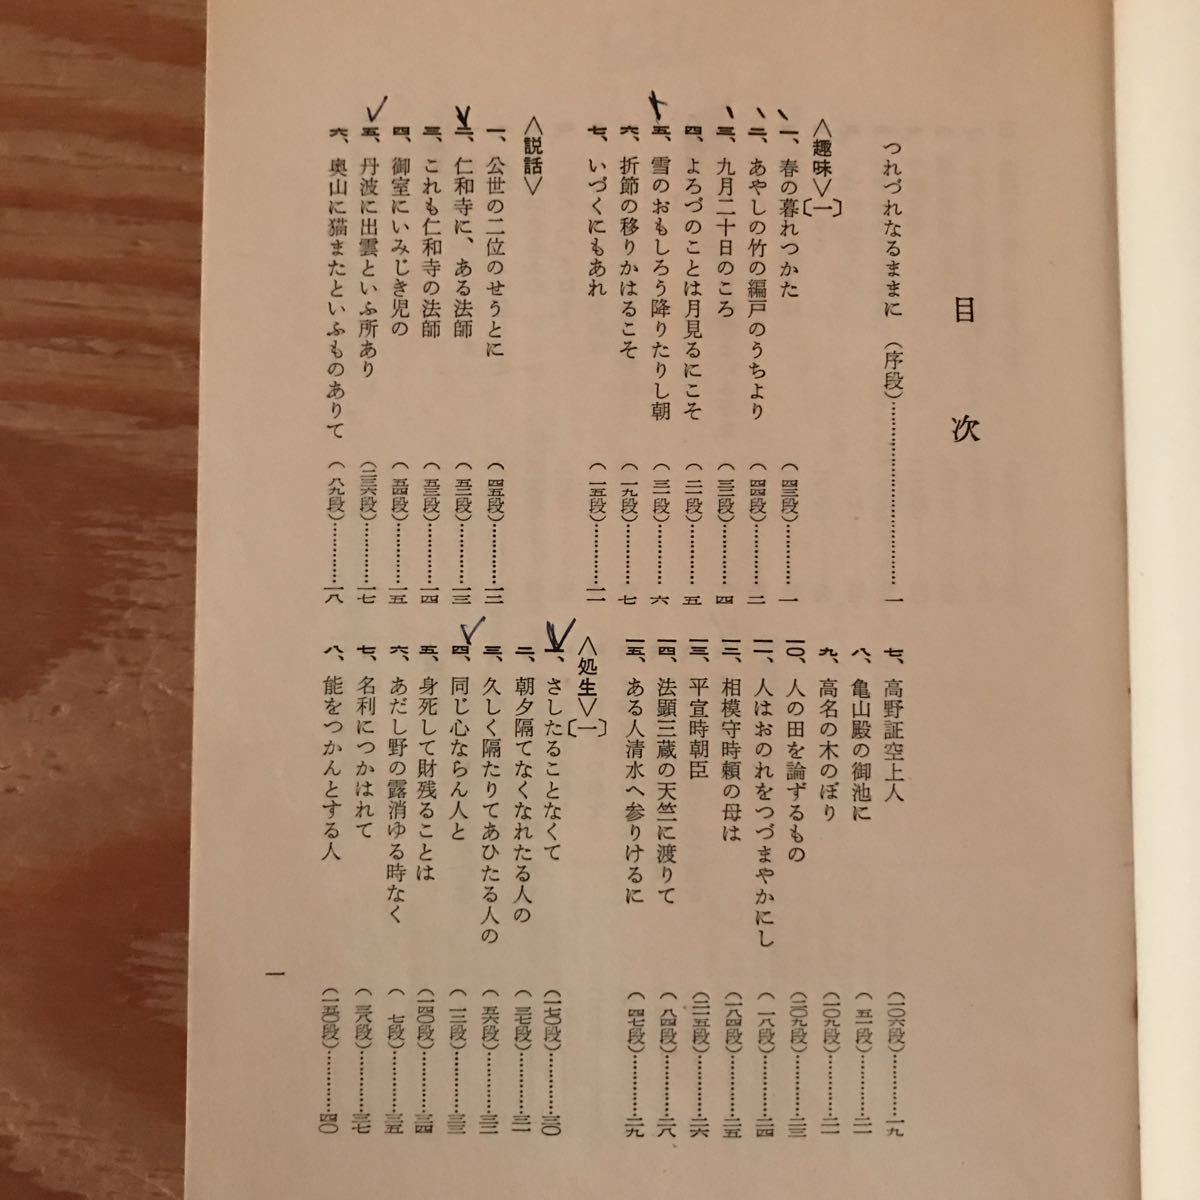 目次
つれづれなるままに（序段）…………………一
〈趣味〉〔一〕
一、春の暮れつかた（四三段）…………一
二、あやしの竹の編戸のうちより（四四段）…………二
三、九月二十日のころ（三二段）…………四
四、よろづのことは月見るにこそ（二一段）…………五
五、雪のおもしろう降りたりし朝（三一段）…………六
六、折節の移りかはるこそ（一九段）…………七
七、いづくにもあれ（一五段）…………一一
〈説話〉
一、公世の二位のせうとに（四五段）…………一二
二、仁和寺に、ある法師（五二段）…………一三
三、これも仁和寺の法師（五三段）…………一四
四、御室にいみじき児の（五四段）…………一五
五、丹波に出雲といふ所あり（二三六段）…………一七
六、奥山に猫またといふものありて（八九段）…………一八
七、高野証空上人（一〇六段）…………一九
八、亀山殿の御池に（五一段）…………二一
九、高名の木のぼり（一〇九段）…………二一
一〇、人の田を論ずるもの（二〇九段）…………二三
一一、人はおのれをつづまやかにし（一八段）…………二四
一二、相模守時頼の母は（一八四段）…………二五
一三、平宣時朝臣（二一五段）…………二六
一四、法顕三蔵の天竺に渡りて（八四段）…………二八
一五、ある人清水へ参りけるに（四七段）…………二九
〈処生〉〔一〕
一、さしたることなくて（一七〇段）…………三〇
二、朝夕隔てなくなれたる人の（三七段）…………三一
三、久しく隔たりてあひたる人の（五六段）…………三二
四、同じ心ならん人と（一二段）…………三三
五、身死して財残ることは（一四〇段）…………三四
六、あだし野の露消ゆる時なく（七段）…………三五
七、名利につかはれて（三八段）…………三七
八、能をつかんとする人（一五〇段）…………四〇
一